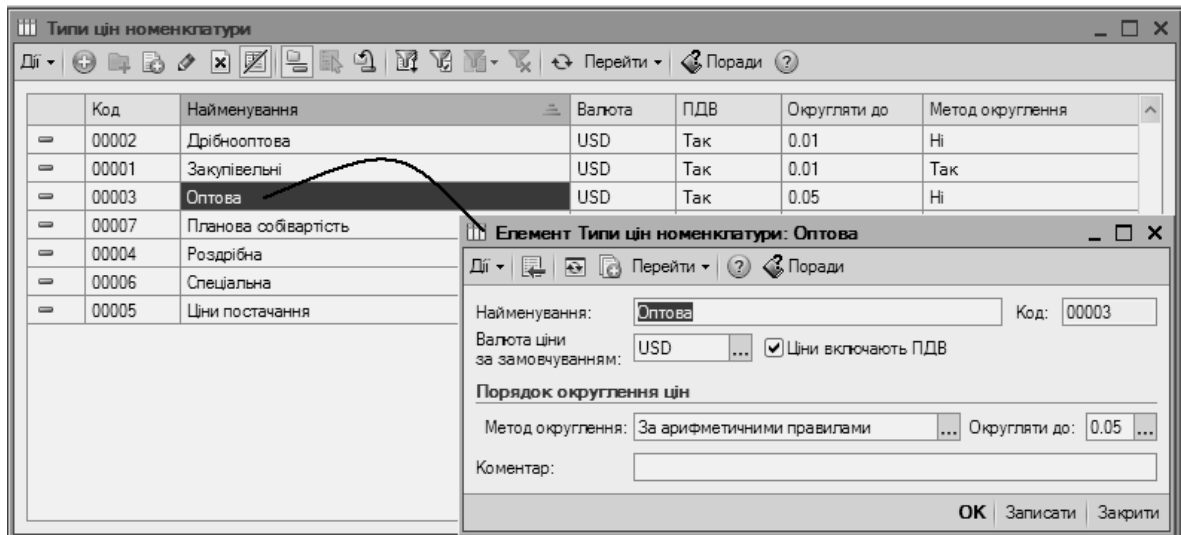 Типи цін номенклатури
Дії Перейти Поради
Код Найменування Валюта ПДВ Округляти до Метод округлення
00002 Дрібнооптова USD Так 0.01 Ні
00001 Закупівельні USD Так 0.01 Так
00003 Оптова USD Так 0.05 Ні
00007 Планова собівартість
00004 Роздрібна
00006 Спеціальна
00005 Ціни постачання
Елемент Типи цін номенклатури: Оптова
Дії Перейти Поради
Найменування: Оптова Код: 00003
Валюта ціни
за замовчуванням: USD ... Ціни включають ПДВ
Порядок округлення цін
Метод округлення: За арифметичними правилами ... Округляти до: 0.05 ...
Коментар:
OK Записати Закрити